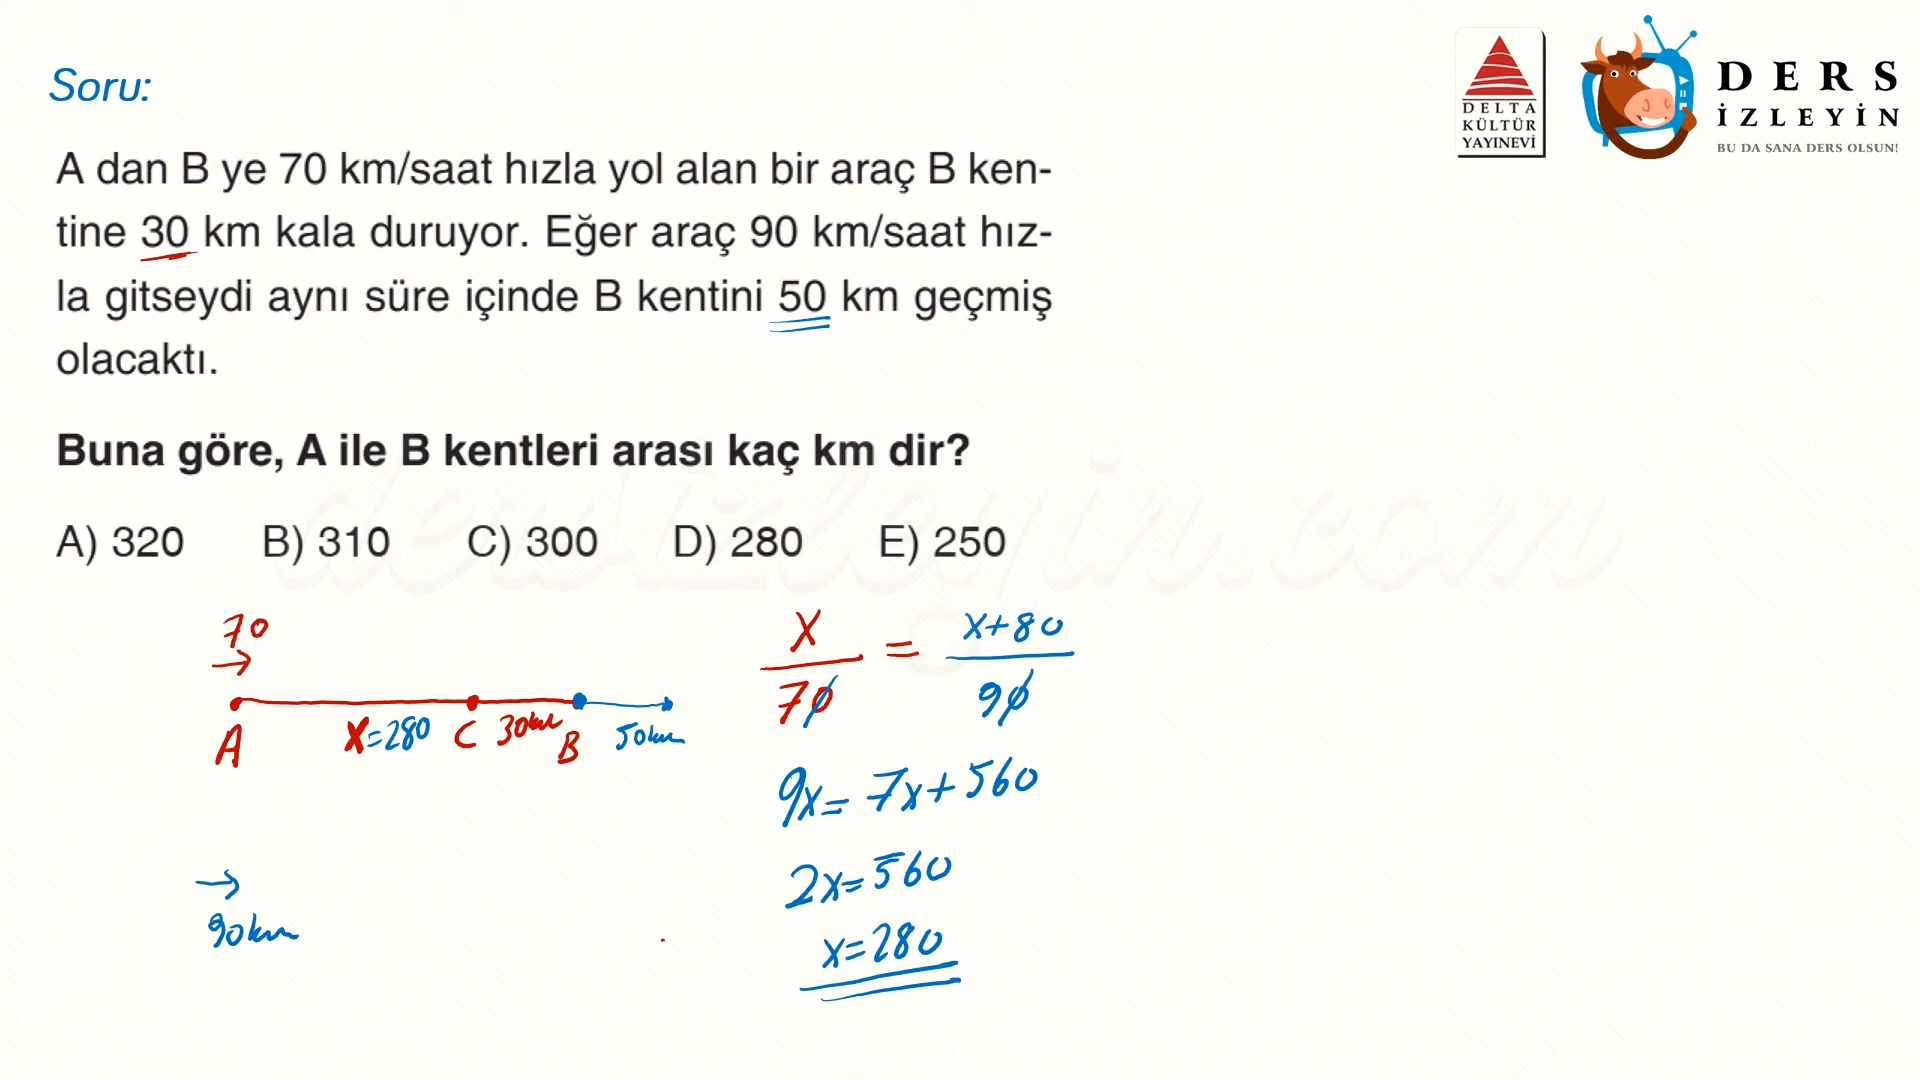 Soru:
DELTA
KÜLTÜR
YAYINEVİ
DERS
İZLEYİN
BU DA SANA DERS OLSUN!
A dan B ye 70 km/saat hızla yol alan bir araç B ken-
tine 30 km kala duruyor. Eğer araç 90 km/saat hız-
la gitseydi aynı süre içinde B kentini 50 km geçmiş
olacaktı.
Buna göre, A ile B kentleri arası kaç km dir?
A) 320 B) 310 C) 300 D) 280 E) 250
dersizleyin.com
70
A x=280 C 30km B 50km
90km
x/70 = x+80/90
9x=7x+560
2x=560
x=280